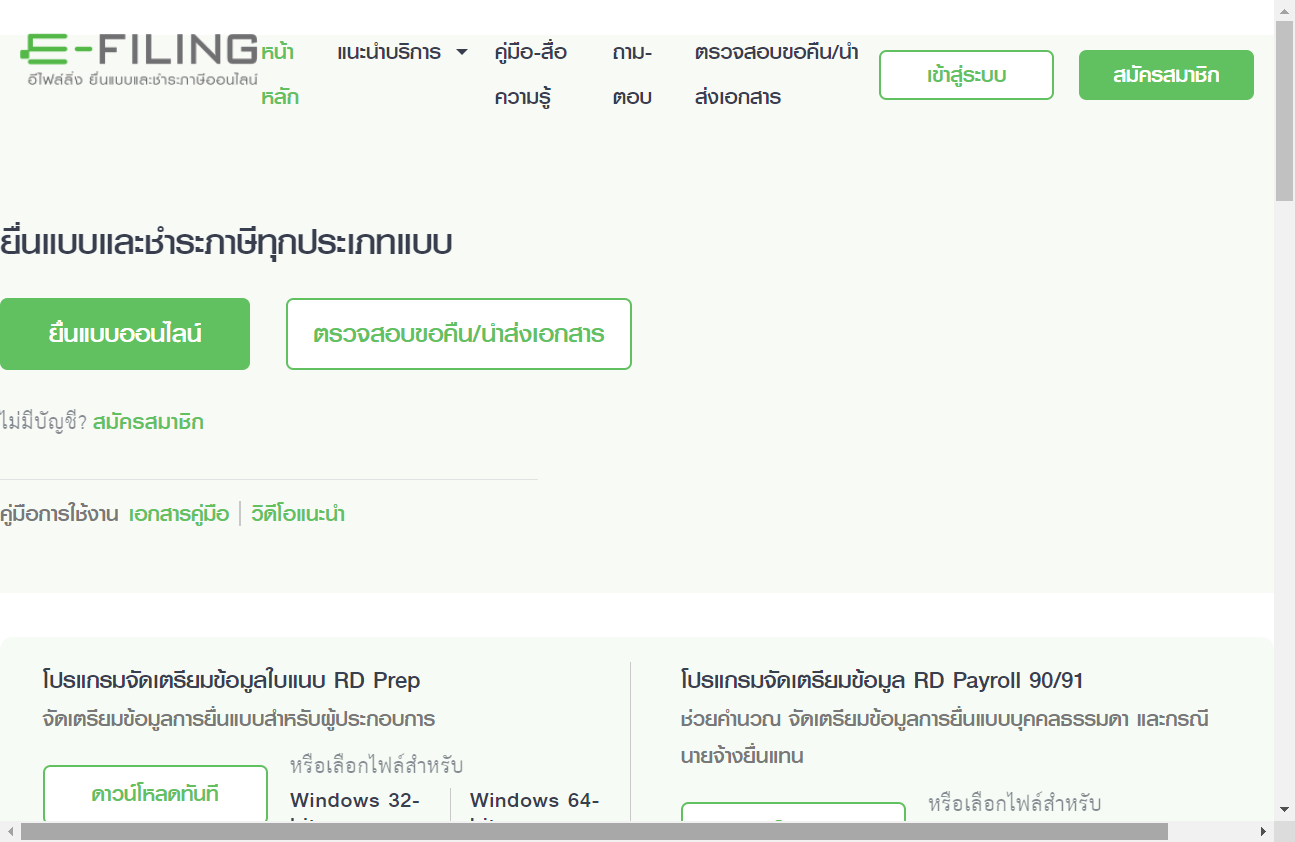 E-FILING
อีไฟล์ลิ่ง ยื่นแบบและชำระภาษีออนไลน์
หน้าหลัก
แนะนำบริการ
คู่มือ-สื่อ
ความรู้
ถาม-
ตอบ
ตรวจสอบขอคืน/นำ
ส่งเอกสาร
เข้าสู่ระบบ
สมัครสมาชิก
ยื่นแบบและชำระภาษีทุกประเภทแบบ
ยื่นแบบออนไลน์
ตรวจสอบขอคืน/นำส่งเอกสาร
ไม่มีบัญชี? สมัครสมาชิก
คู่มือการใช้งาน เอกสารคู่มือ | วิดีโอแนะนำ
โปรแกรมจัดเตรียมข้อมูลใบแนบ RD Prep
จัดเตรียมข้อมูลการยื่นแบบสำหรับผู้ประกอบการ
ดาวน์โหลดทันที
หรือเลือกไฟล์สำหรับ
Windows 32-
Windows 64-
โปรแกรมจัดเตรียมข้อมูล RD Payroll 90/91
ช่วยคำนวณ จัดเตรียมข้อมูลการยื่นแบบบุคคลธรรมดา และกรณี
นายจ้างยื่นแทน
หรือเลือกไฟล์สำหรับ